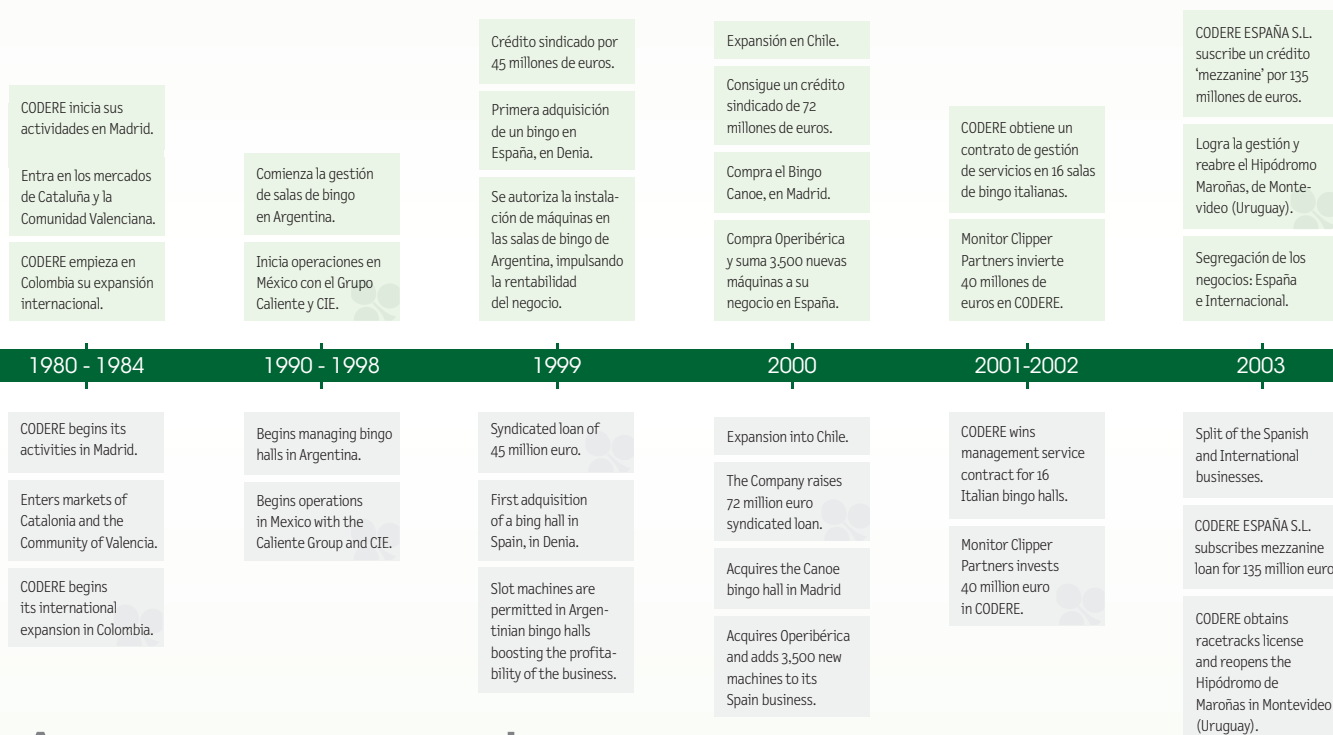 CODERE inicia sus
actividades en Madrid.
Entra en los mercados
de Cataluña y la
Comunidad Valenciana.
CODERE empieza en
Colombia su expansión
internacional.
Comienza la gestión
de salas de bingo
en Argentina.
Inicia operaciones en
México con el Grupo
Caliente y CIE.
Crédito sindicado por
45 millones de euros.
Primera adquisición
de un bingo en
España, en Denia.
Se autoriza la instala-
ción de máquinas en
las salas de bingo de
Argentina, impulsando
la rentabilidad
del negocio.
Expansión en Chile.
Consigue un crédito
sindicado de 72
millones de euros.
Compra el Bingo
Canoe, en Madrid.
Compra Operibérica
y suma 3.500 nuevas
máquinas a su
negocio en España.
CODERE obtiene un
contrato de gestión
de servicios en 16 salas
de bingo italianas.
Monitor Clipper
Partners invierte
40 millones de
euros en CODERE.
CODERE ESPAÑA S.L.
suscribe un crédito
'mezzanine' por 135
millones de euros.
Logra la gestión y
reabre el Hipódromo
Maroñas, de Monte-
video (Uruguay).
Segregación de los
negocios: España
e Internacional.
1980 - 1984
1990 - 1998
1999
2000
2001-2002
2003
CODERE begins its
activities in Madrid.
Enters markets of
Catalonia and the
Community of Valencia.
CODERE begins
its international
expansion in Colombia.
Begins managing bingo
halls in Argentina.
Begins operations
in Mexico with the
Caliente Group and CIE.
Syndicated loan of
45 million euro.
First adquisition
of a bing hall in
Spain, in Denia.
Slot machines are
permitted in Argen-
tinian bingo halls
boosting the profita-
bility of the business.
Expansion into Chile.
The Company raises
72 million euro
syndicated loan.
Acquires the Canoe
bingo hall in Madrid
Acquires Operibérica
and adds 3,500 new
machines to its
Spain business.
CODERE wins
management service
contract for 16
Italian bingo halls.
Monitor Clipper
Partners invests
40 million euro
in CODERE.
Split of the Spanish
and International
businesses.
CODERE ESPAÑA S.L.
subscribes mezzanine
loan for 135 million euro
CODERE obtains
racetracks license
and reopens the
Hipódromo de
Maroñas in Montevideo
(Uruguay).